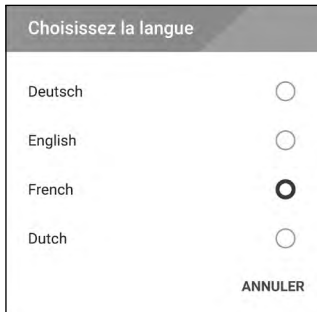 Choisissez la langue
Deutsch
English
French
Dutch
ANNULER